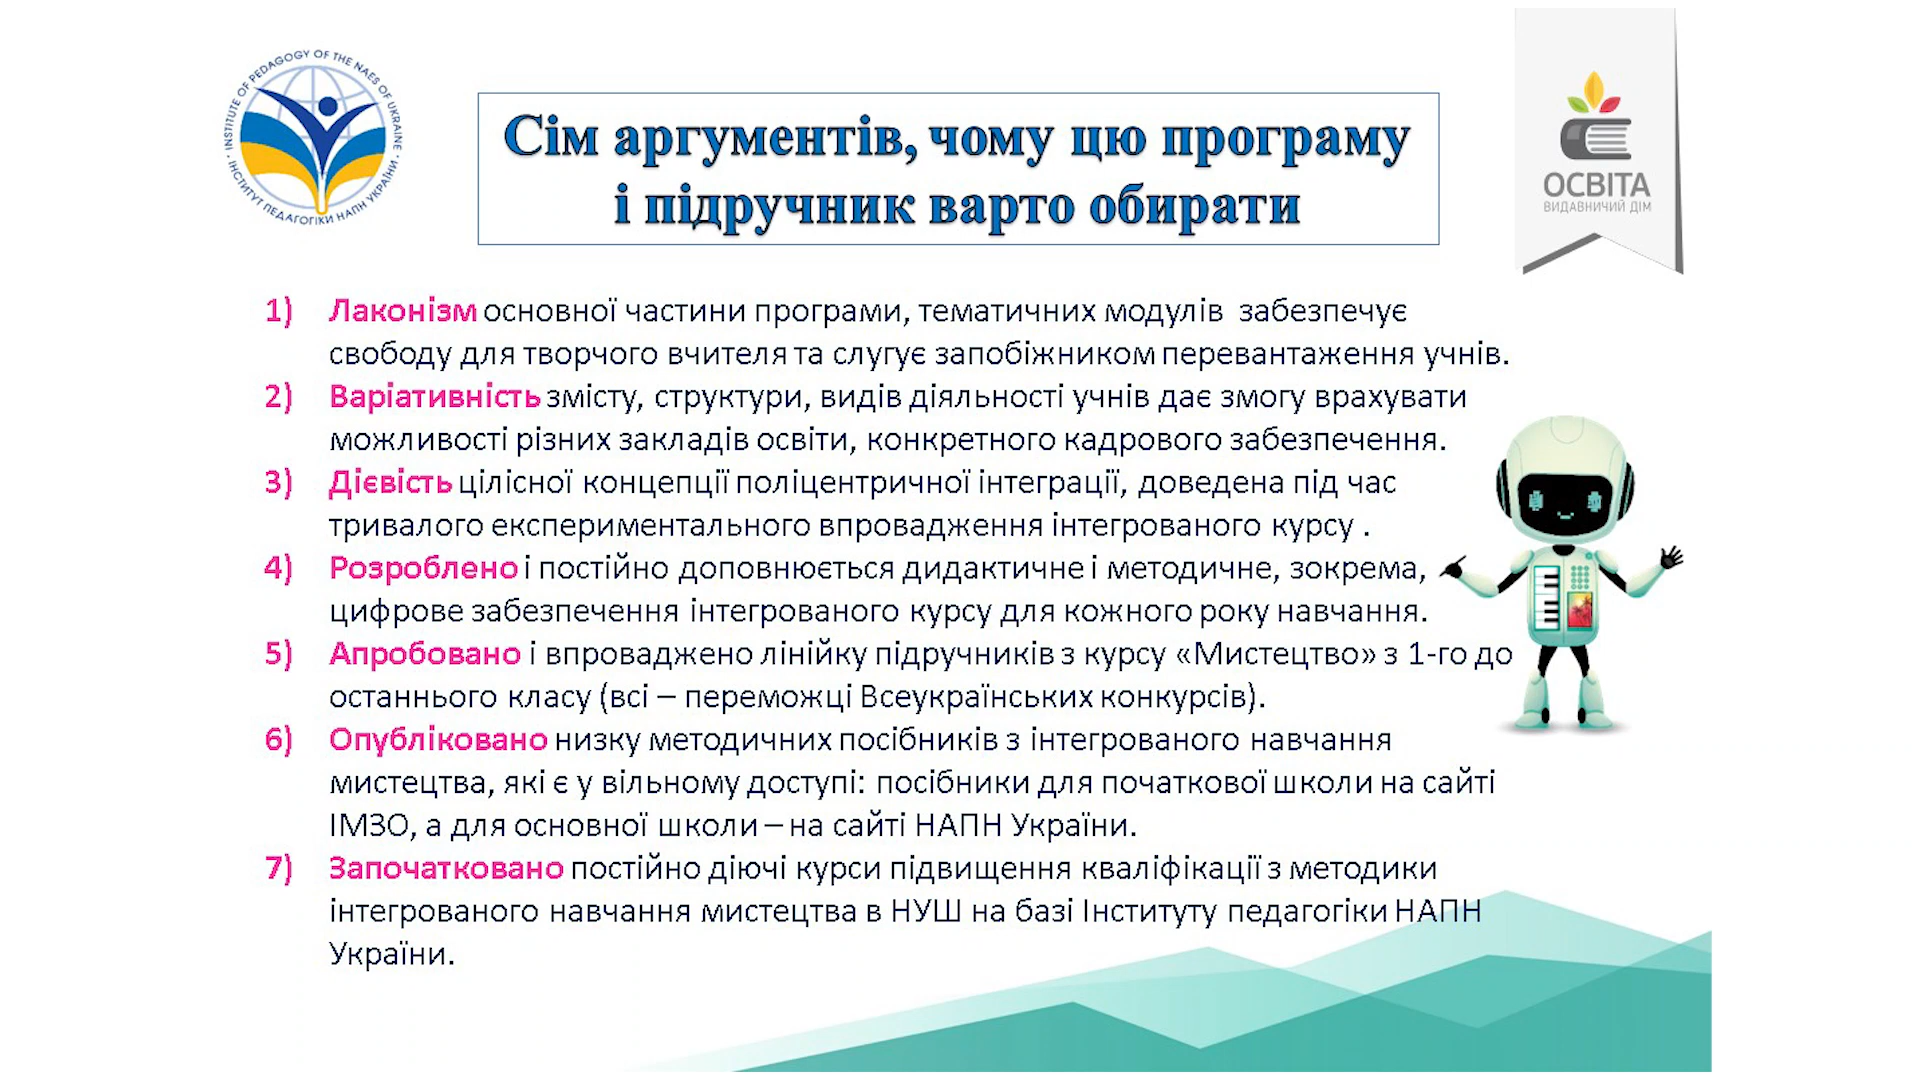 INSTITUTE OF PEDAGOGY OF THE NAES OF UKRAINE
ІНСТИТУТ ПЕДАГОГІКИ НАПН УКРАЇНИ
Сім аргументів, чому цю програму
і підручник варто обирати
ОСВІТА
ВИДАВНИЧИЙ ДІМ
1) Лаконізм основної частини програми, тематичних модулів забезпечує
свободу для творчого вчителя та слугує запобіжником перевантаження учнів.
2) Варіативність змісту, структури, видів діяльності учнів дає змогу врахувати
можливості різних закладів освіти, конкретного кадрового забезпечення.
3) Дієвість цілісної концепції поліцентричної інтеграції, доведена під час
тривалого експериментального впровадження інтегрованого курсу .
4) Розроблено і постійно доповнюється дидактичне і методичне, зокрема,
цифрове забезпечення інтегрованого курсу для кожного року навчання.
5) Апробовано і впроваджено лінійку підручників з курсу «Мистецтво» з 1-го до
останнього класу (всі – переможці Всеукраїнських конкурсів).
6) Опубліковано низку методичних посібників з інтегрованого навчання
мистецтва, які є у вільному доступі: посібники для початкової школи на сайті
ІМЗО, а для основної школи – на сайті НАПН України.
7) Започатковано постійно діючі курси підвищення кваліфікації з методики
інтегрованого навчання мистецтва в НУШ на базі Інституту педагогіки НАПН
України.